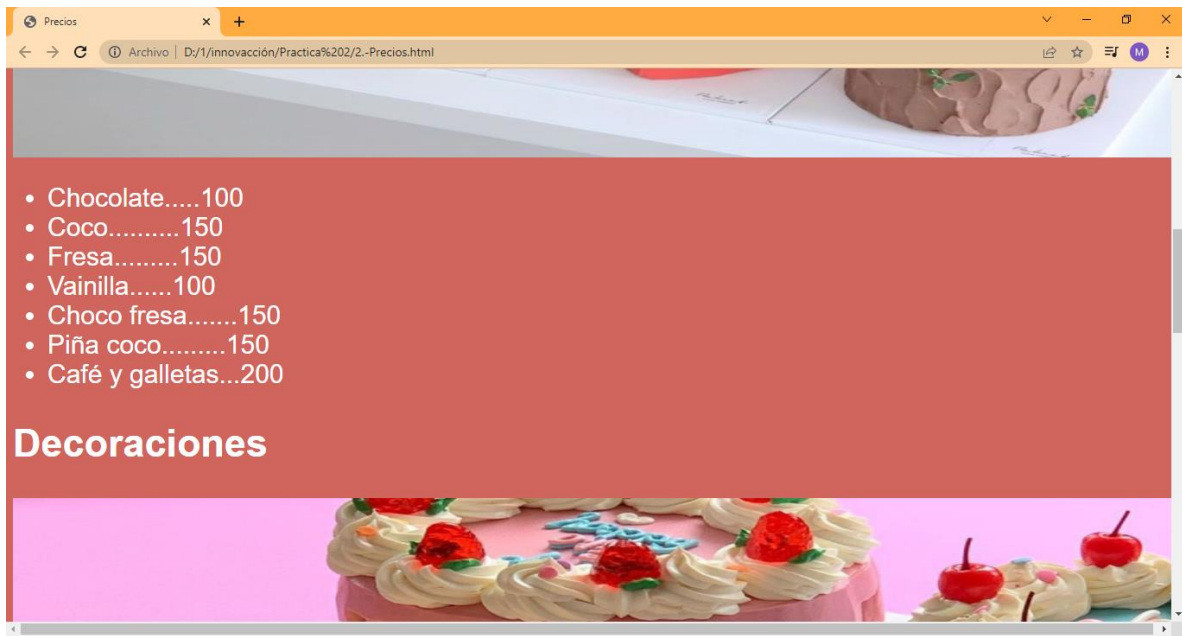 Precios
Archivo | D:/1/innovacción/Practica%202/2.-Precios.html
M
• Chocolate.....100
• Coco..........150
• Fresa.........150
• Vainilla......100
• Choco fresa.......150
• Piña coco.........150
• Café y galletas...200
Decoraciones